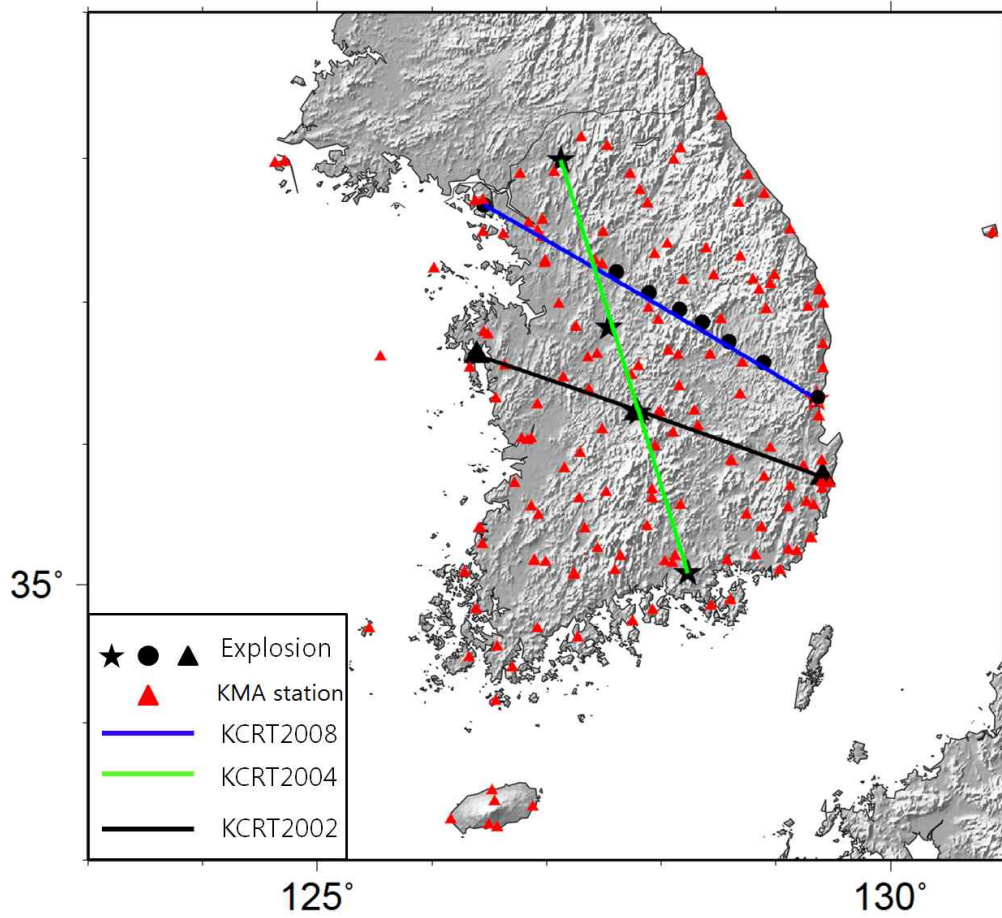 35°
Explosion
KMA station
KCRT2008
KCRT2004
KCRT2002
125°
130°